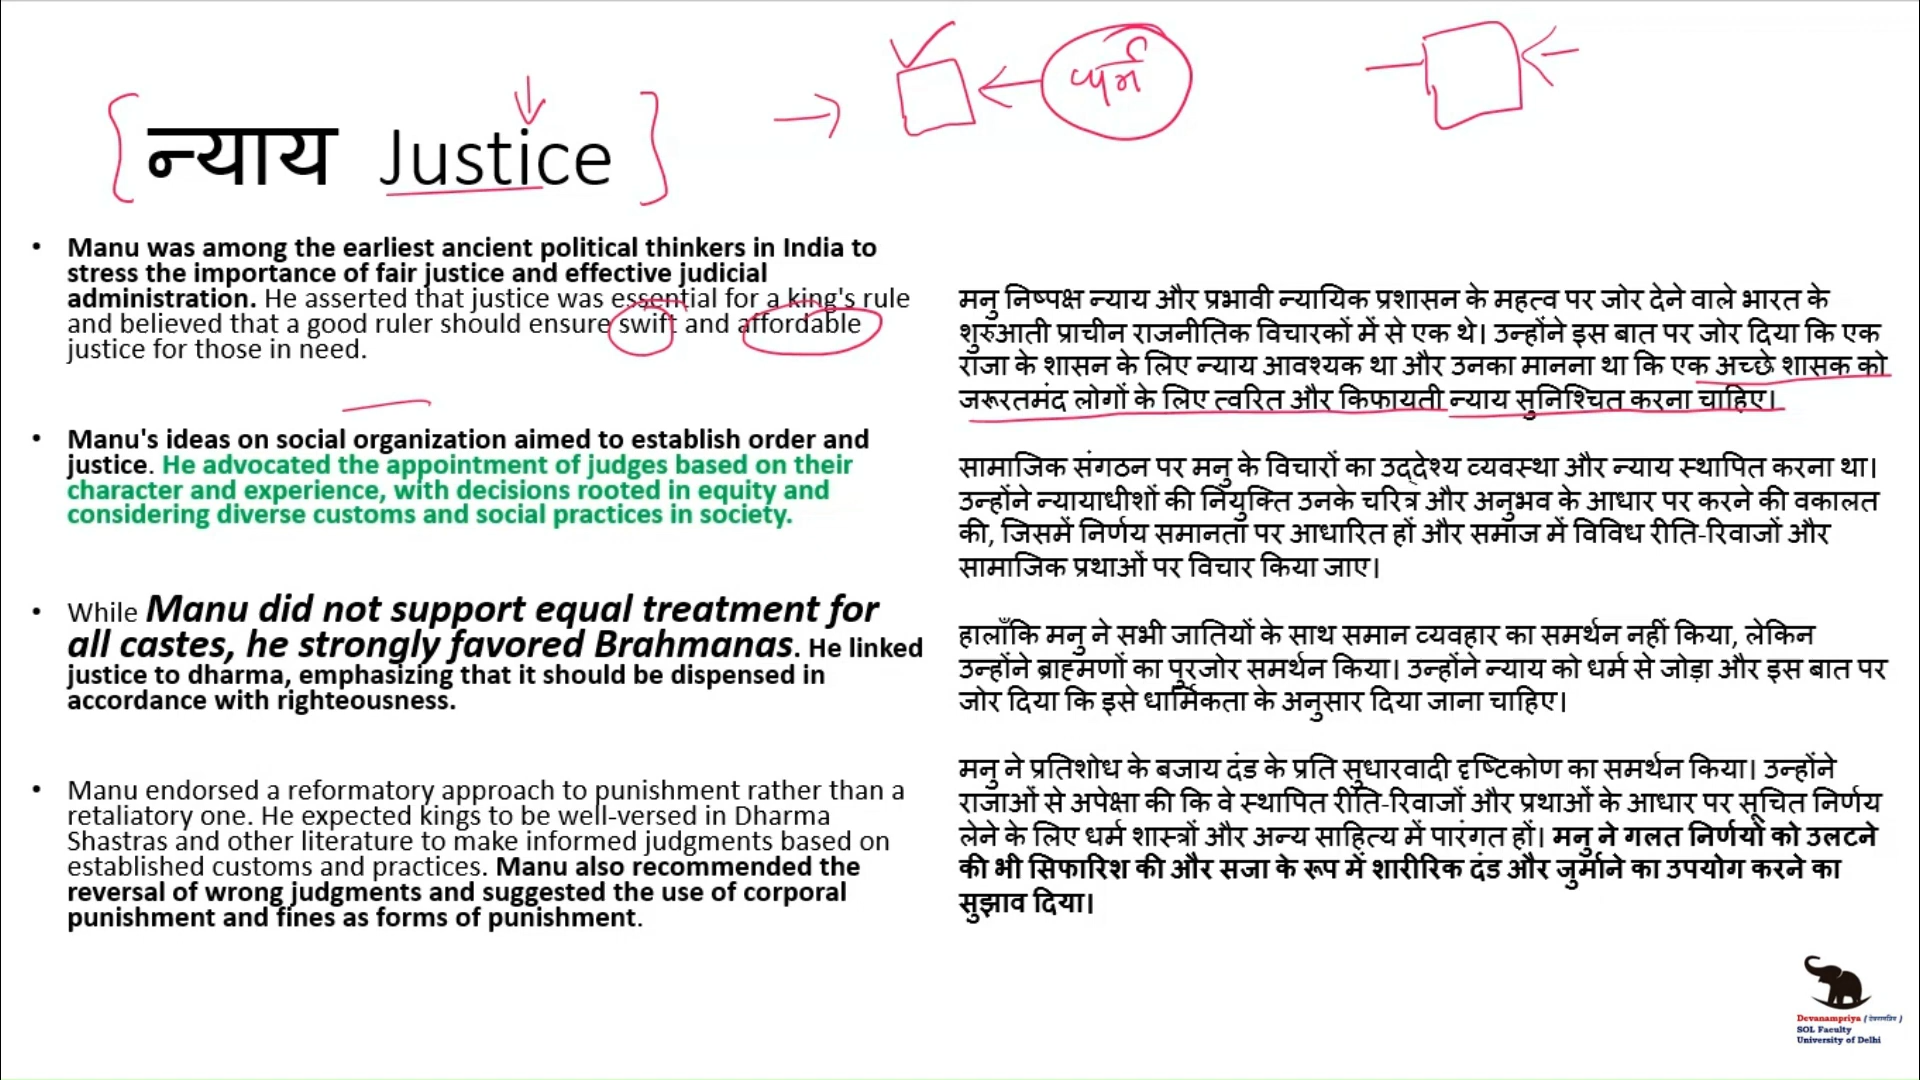 धर्म
न्याय Justice
• Manu was among the earliest ancient political thinkers in India to
stress the importance of fair justice and effective judicial
administration. He asserted that justice was essential for a king's rule
and believed that a good ruler should ensure swift and affordable
justice for those in need.
• Manu's ideas on social organization aimed to establish order and
justice. He advocated the appointment of judges based on their
character and experience, with decisions rooted in equity and
considering diverse customs and social practices in society.
• While Manu did not support equal treatment for
all castes, he strongly favored Brahmanas. He linked
justice to dharma, emphasizing that it should be dispensed in
accordance with righteousness.
• Manu endorsed a reformatory approach to punishment rather than a
retaliatory one. He expected kings to be well-versed in Dharma
Shastras and other literature to make informed judgments based on
established customs and practices. Manu also recommended the
reversal of wrong judgments and suggested the use of corporal
punishment and fines as forms of punishment.
मनु निष्पक्ष न्याय और प्रभावी न्यायिक प्रशासन के महत्व पर जोर देने वाले भारत के
शुरुआती प्राचीन राजनीतिक विचारकों में से एक थे। उन्होंने इस बात पर जोर दिया कि एक
राजा के शासन के लिए न्याय आवश्यक था और उनका मानना था कि एक अच्छे शासक को
जरूरतमंद लोगों के लिए त्वरित और किफायती न्याय सुनिश्चित करना चाहिए।
सामाजिक संगठन पर मनु के विचारों का उद्देश्य व्यवस्था और न्याय स्थापित करना था।
उन्होंने न्यायाधीशों की नियुक्ति उनके चरित्र और अनुभव के आधार पर करने की वकालत
की, जिसमें निर्णय समानता पर आधारित हों और समाज में विविध रीति-रिवाजों और
सामाजिक प्रथाओं पर विचार किया जाए।
हालाँकि मनु ने सभी जातियों के साथ समान व्यवहार का समर्थन नहीं किया, लेकिन
उन्होंने ब्राह्मणों का पुरजोर समर्थन किया। उन्होंने न्याय को धर्म से जोड़ा और इस बात पर
जोर दिया कि इसे धार्मिकता के अनुसार दिया जाना चाहिए।
मनु ने प्रतिशोध के बजाय दंड के प्रति सुधारवादी दृष्टिकोण का समर्थन किया। उन्होंने
राजाओं से अपेक्षा की कि वे स्थापित रीति-रिवाजों और प्रथाओं के आधार पर सूचित निर्णय
लेने के लिए धर्म शास्त्रों और अन्य साहित्य में पारंगत हों। मनु ने गलत निर्णयों को उलटने
की भी सिफारिश की और सजा के रूप में शारीरिक दंड और जुर्माने का उपयोग करने का
सुझाव दिया।
Devanampriya
SOL Faculty
University of Delhi